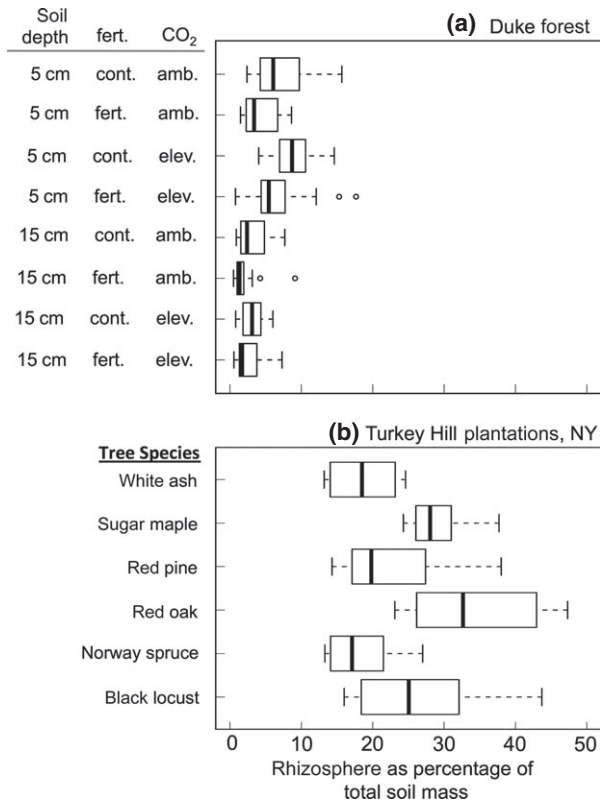 Soil depth fert. CO₂
(a) Duke forest
5 cm cont. amb.
5 cm fert. amb.
5 cm cont. elev.
5 cm fert. elev.
15 cm cont. amb.
15 cm fert. amb.
15 cm cont. elev.
15 cm fert. elev.
(b) Turkey Hill plantations, NY
Tree Species
White ash
Sugar maple
Red pine
Red oak
Norway spruce
Black locust
0 10 20 30 40 50
Rhizosphere as percentage of
total soil mass